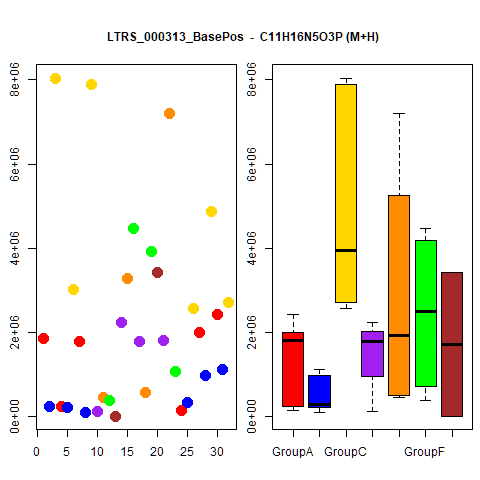 LTRS_000313_BasePos - C11H16N5O3P (M+H)
8e+06
6e+06
4e+06
2e+06
0e+00
0 5 10 15 20 25 30
8e+06
6e+06
4e+06
2e+06
0e+00
GroupA GroupC GroupF